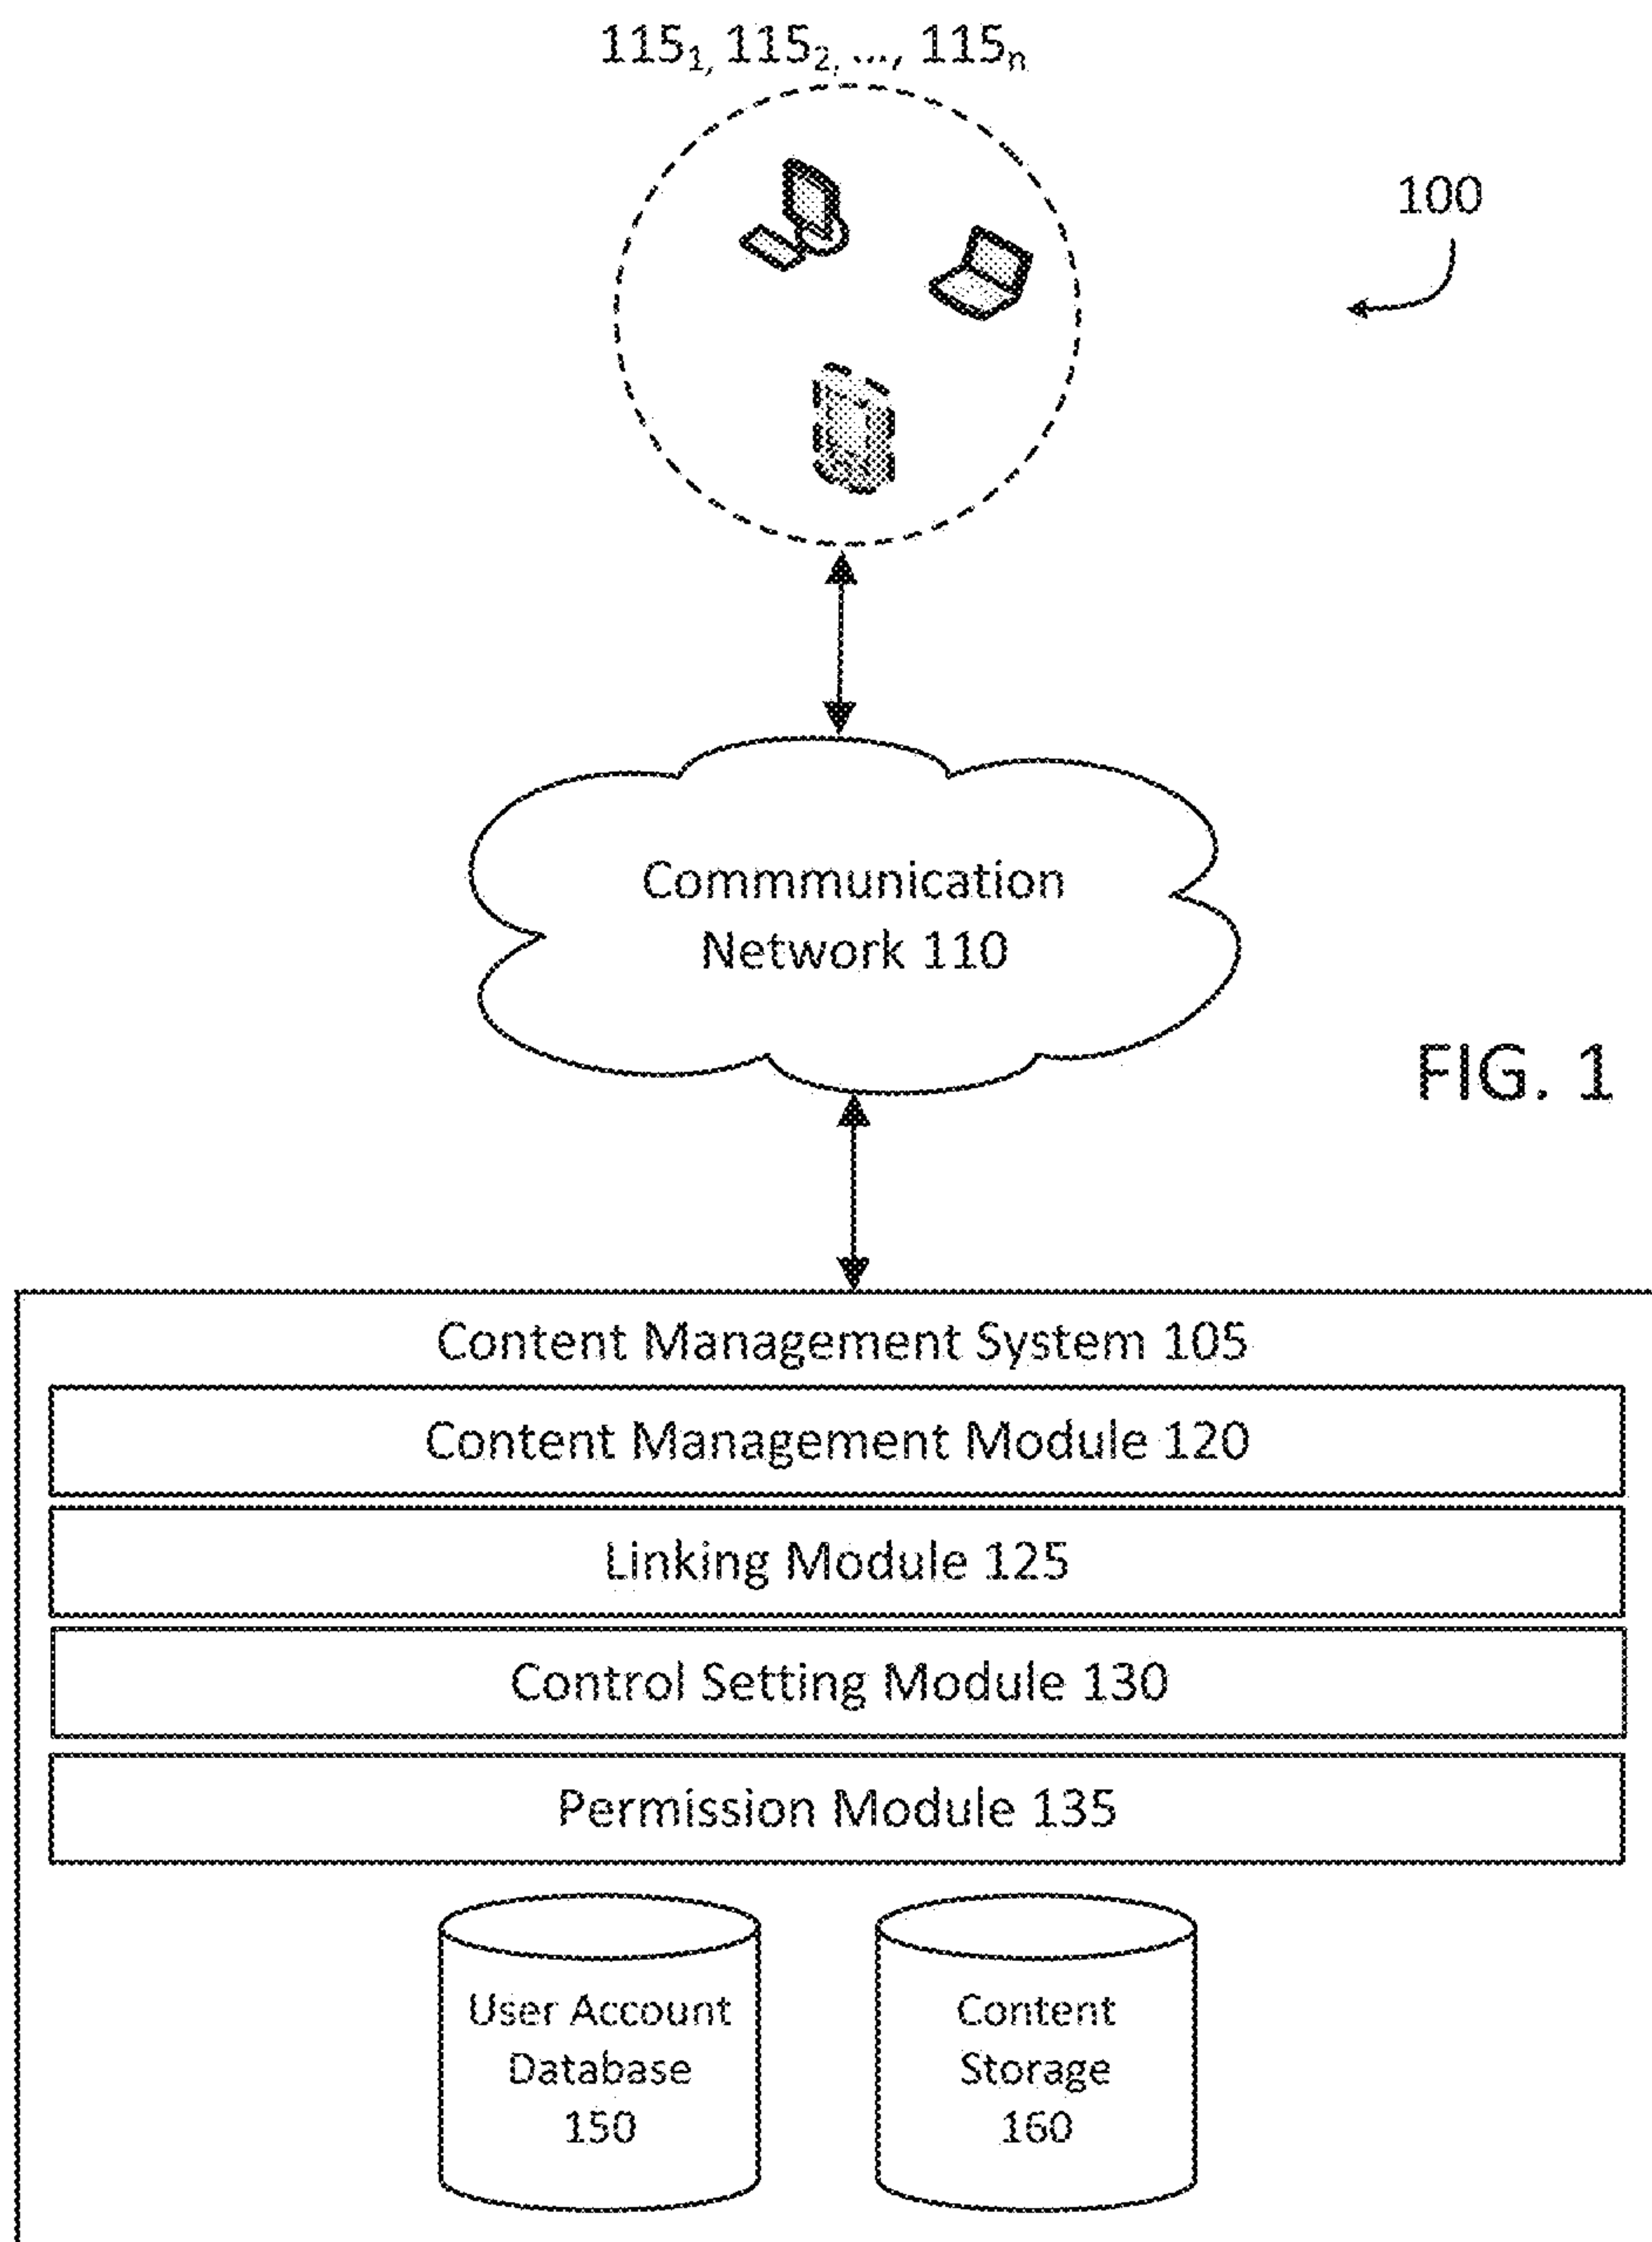 115₁, 115₂, ..., 115ₙ
100
Commmunication
Network 110
FIG. 1
Content Management System 105
Content Management Module 120
Linking Module 125
Control Setting Module 130
Permission Module 135
User Account
Database
150
Content
Storage
160